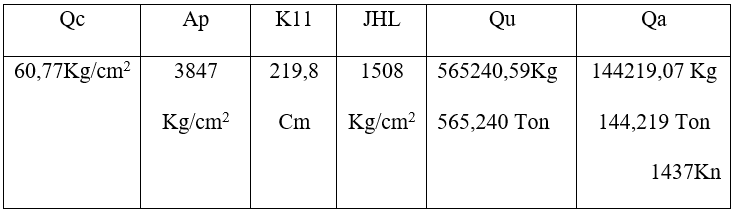 Qc Ap K11 JHL Qu Qa
60,77Kg/cm² 3847 219,8 1508 565240,59Kg 144219,07 Kg
Kg/cm² Cm Kg/cm² 565,240 Ton 144,219 Ton
1437Kn